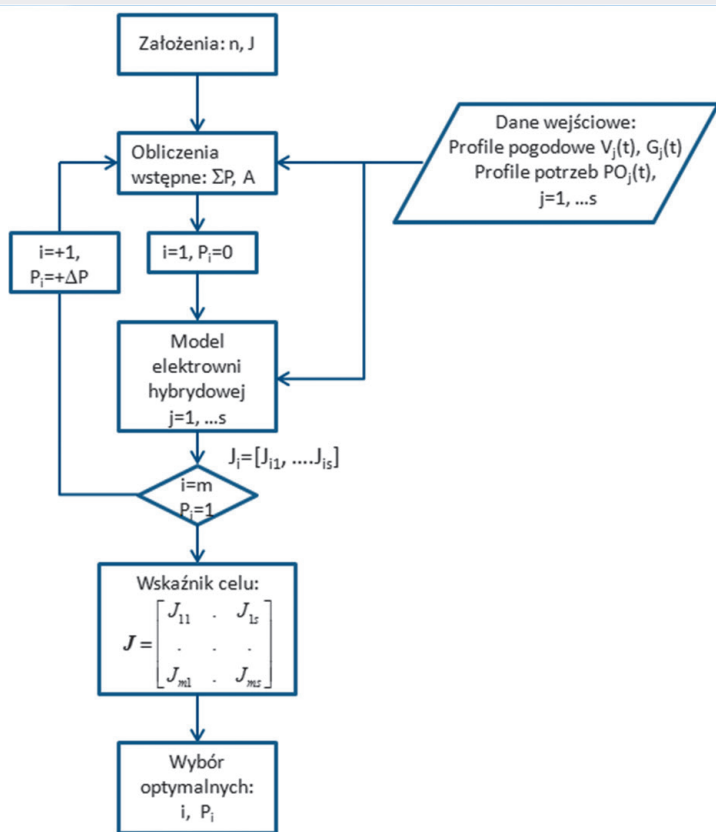 Założenia: n, J
Dane wejściowe:
Profile pogodowe Vj(t), Gj(t)
Profile potrzeb POj(t),
j=1, ...s
Obliczenia
wstępne: ΣP, A
i=+1,
Pi=+ΔP
i=1, Pi=0
Model
elektrowni
hybrydowej
j=1, ...s
Ji=[Ji1, ....Jis]
i=m
Pi=1
Wskaźnik celu:
J11 . J1s
J = . . .
Jm1 . Jms
Wybór
optymalnych:
i, Pi